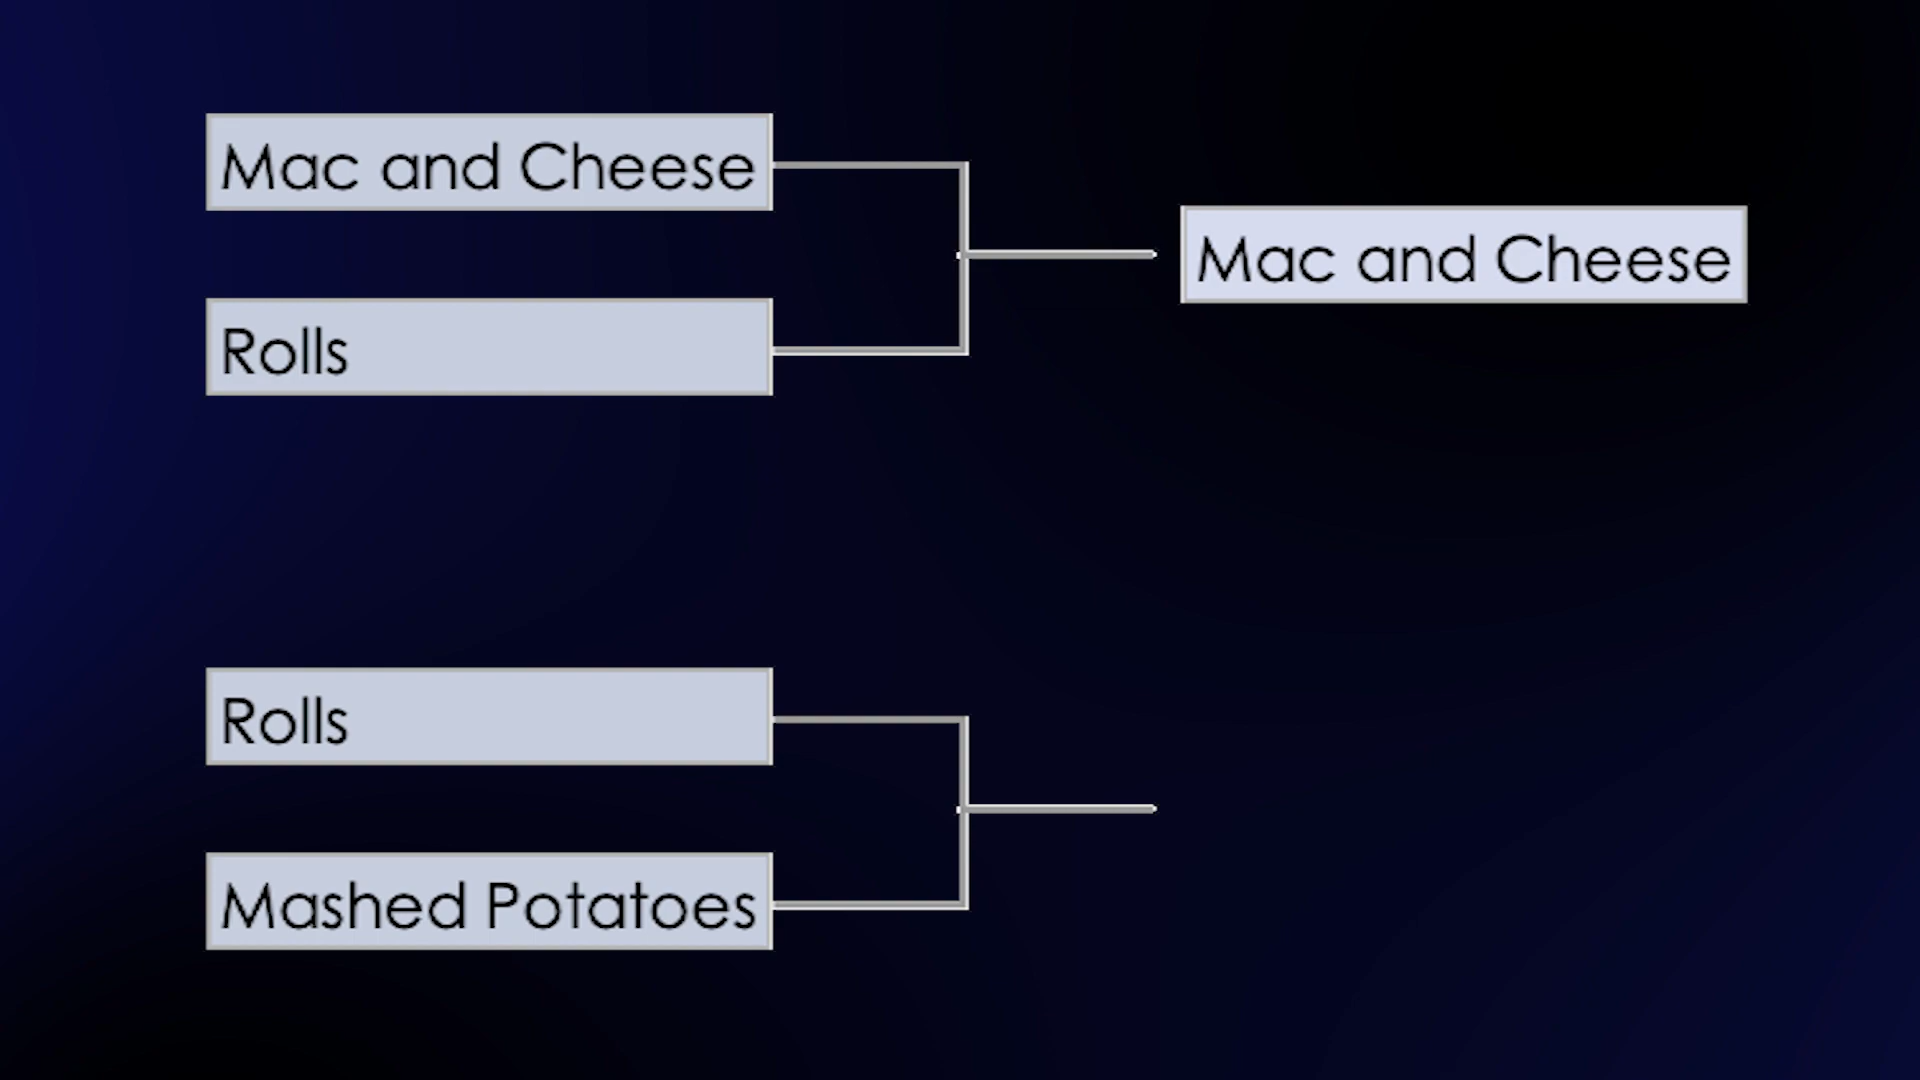 Mac and Cheese
Mac and Cheese
Rolls
Rolls
Mashed Potatoes